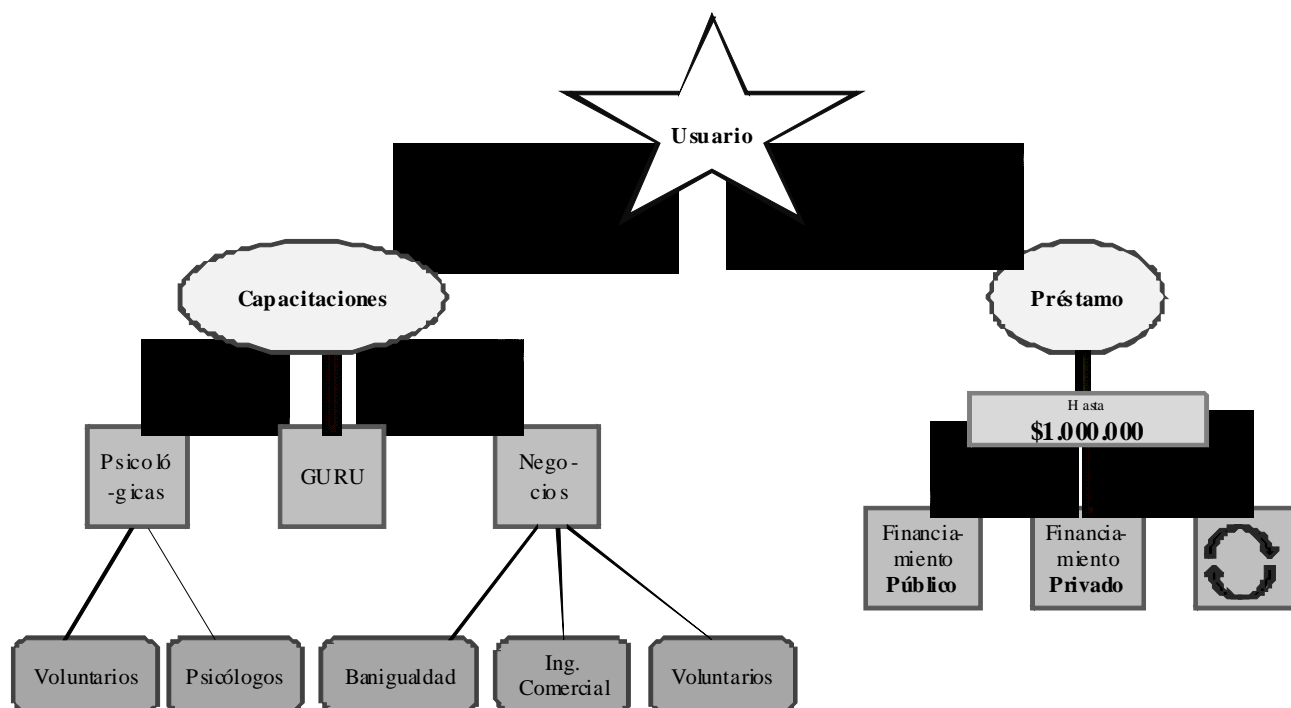 Usuario
Capacitaciones
Préstamo
Hasta
$1.000.000
Psicoló
-gicas
GURU
Nego-
cios
Financia-
miento
Público
Financia-
miento
Privado
Voluntarios
Psicólogos
Banigualdad
Ing.
Comercial
Voluntarios